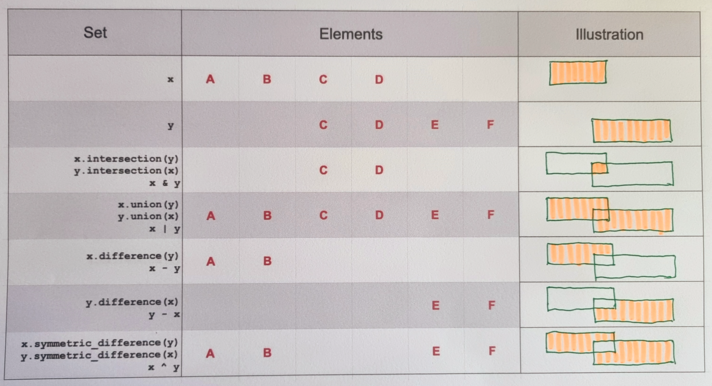 Set Elements Illustration
x A B C D
y C D E F
x.intersection(y)
y.intersection(x)
x & y
C D
x.union(y)
y.union(x)
x | y
A B C D E F
x.difference(y)
x - y
A B
y.difference(x)
y - x
E F
x.symmetric_difference(y)
y.symmetric_difference(x)
x ^ y
A B E F